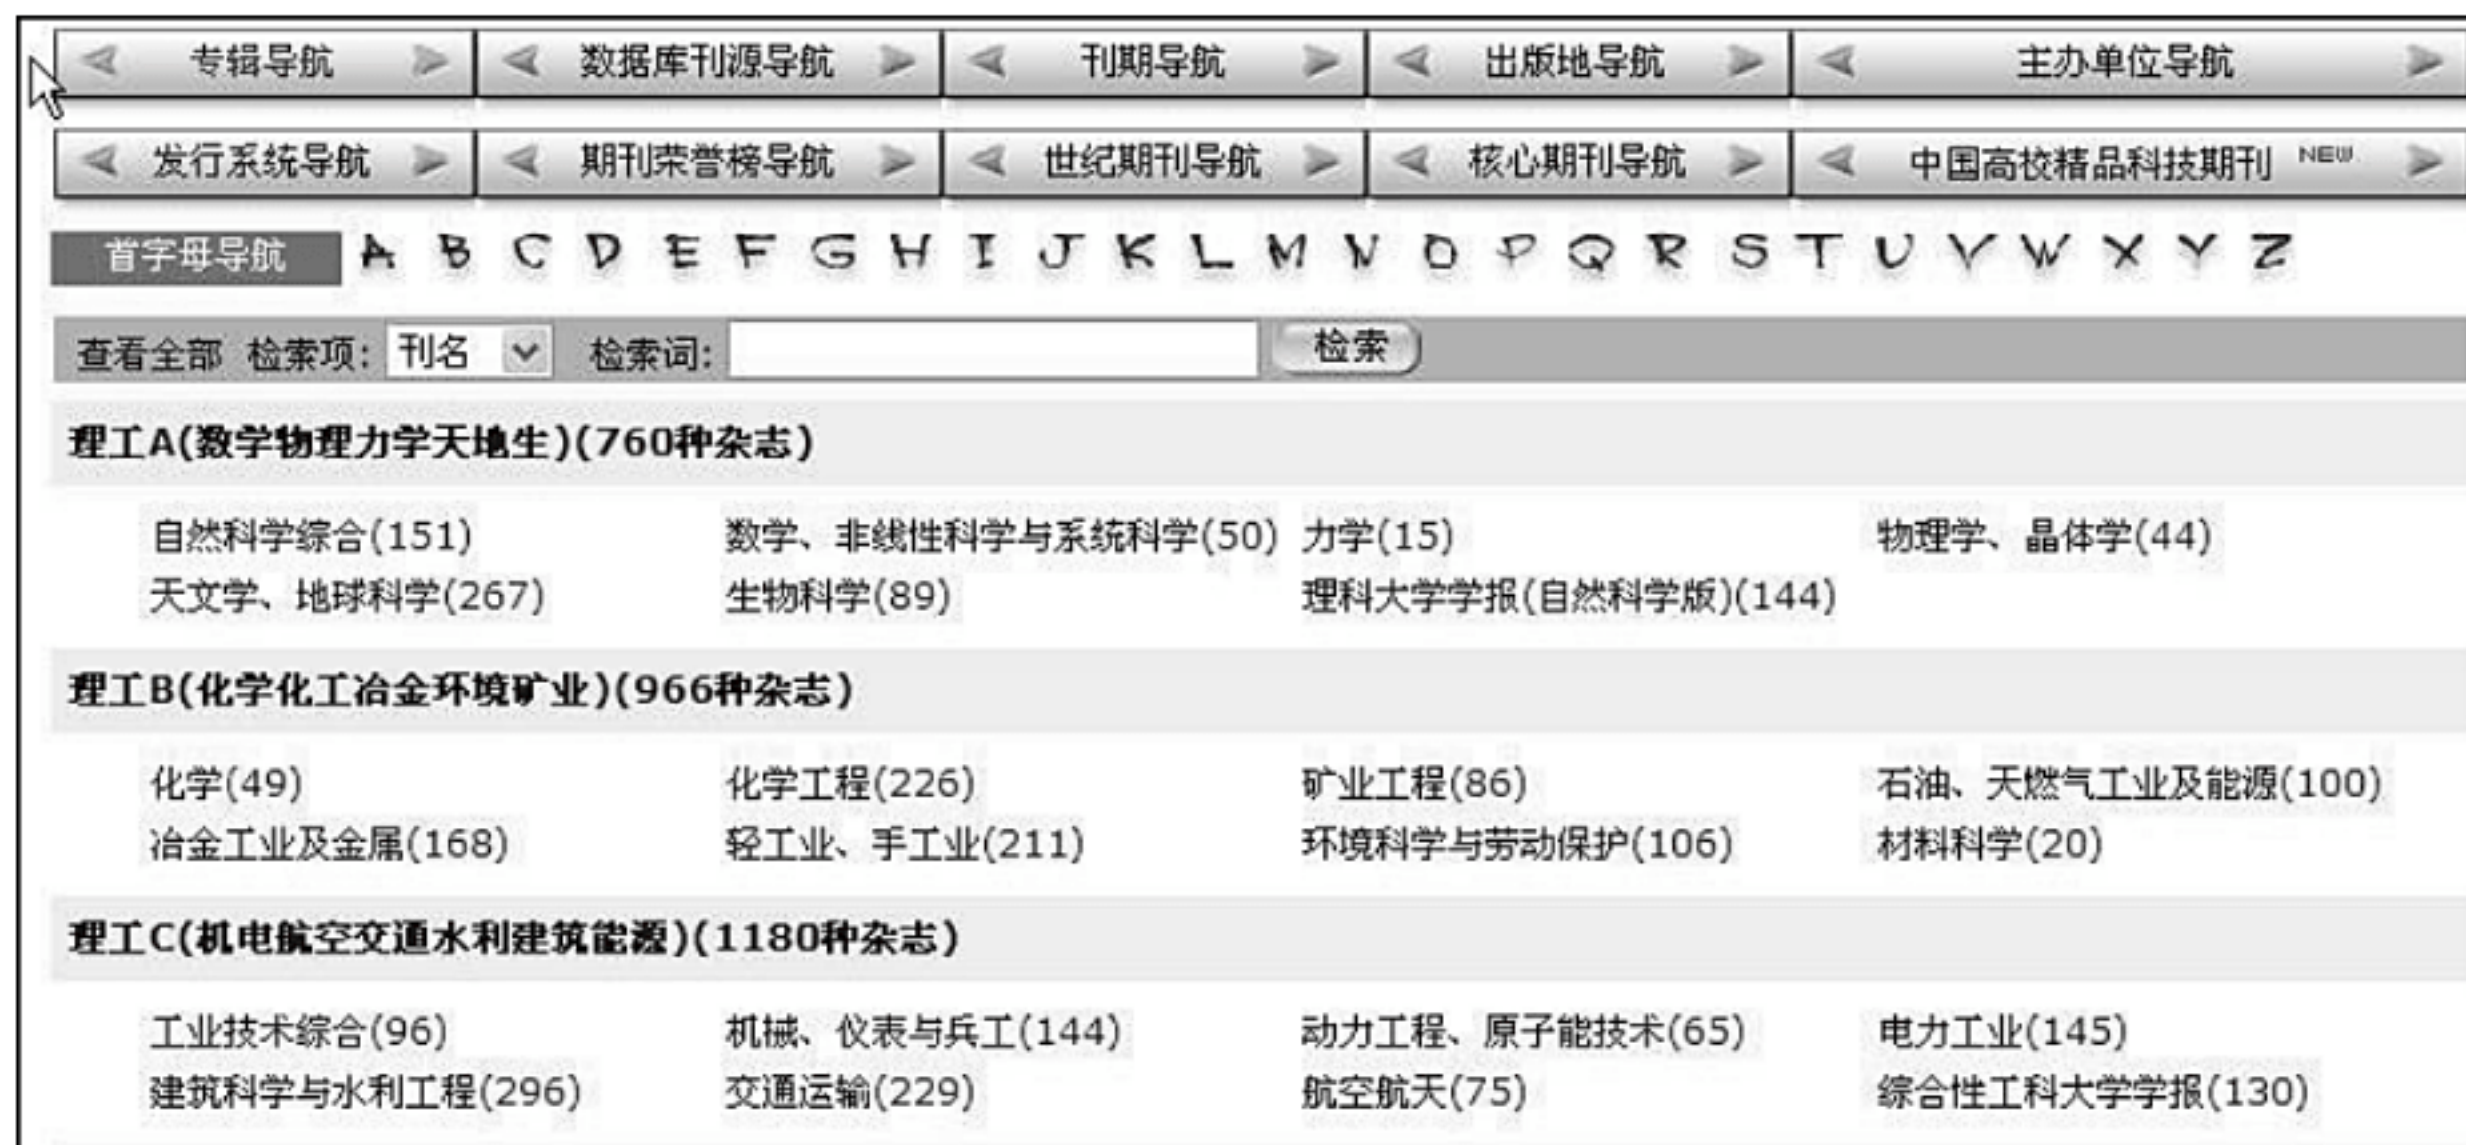 专辑导航 数据库刊源导航 刊期导航 出版地导航 主办单位导航
发行系统导航 期刊荣誉榜导航 世纪期刊导航 核心期刊导航 中国高校精品科技期刊 NEW
首字母导航 A B C D E F G H I J K L M N O P Q R S T U V W X Y Z
查看全部 检索项: 刊名 检索词: 检索
理工A(数学物理力学天地生)(760种杂志)
自然科学综合(151) 数学、非线性科学与系统科学(50) 力学(15) 物理学、晶体学(44)
天文学、地球科学(267) 生物科学(89) 理科大学学报(自然科学版)(144)
理工B(化学化工冶金环境矿业)(966种杂志)
化学(49) 化学工程(226) 矿业工程(86) 石油、天燃气工业及能源(100)
冶金工业及金属(168) 轻工业、手工业(211) 环境科学与劳动保护(106) 材料科学(20)
理工C(机电航空交通水利建筑能源)(1180种杂志)
工业技术综合(96) 机械、仪表与兵工(144) 动力工程、原子能技术(65) 电力工业(145)
建筑科学与水利工程(296) 交通运输(229) 航空航天(75) 综合性工科大学学报(130)